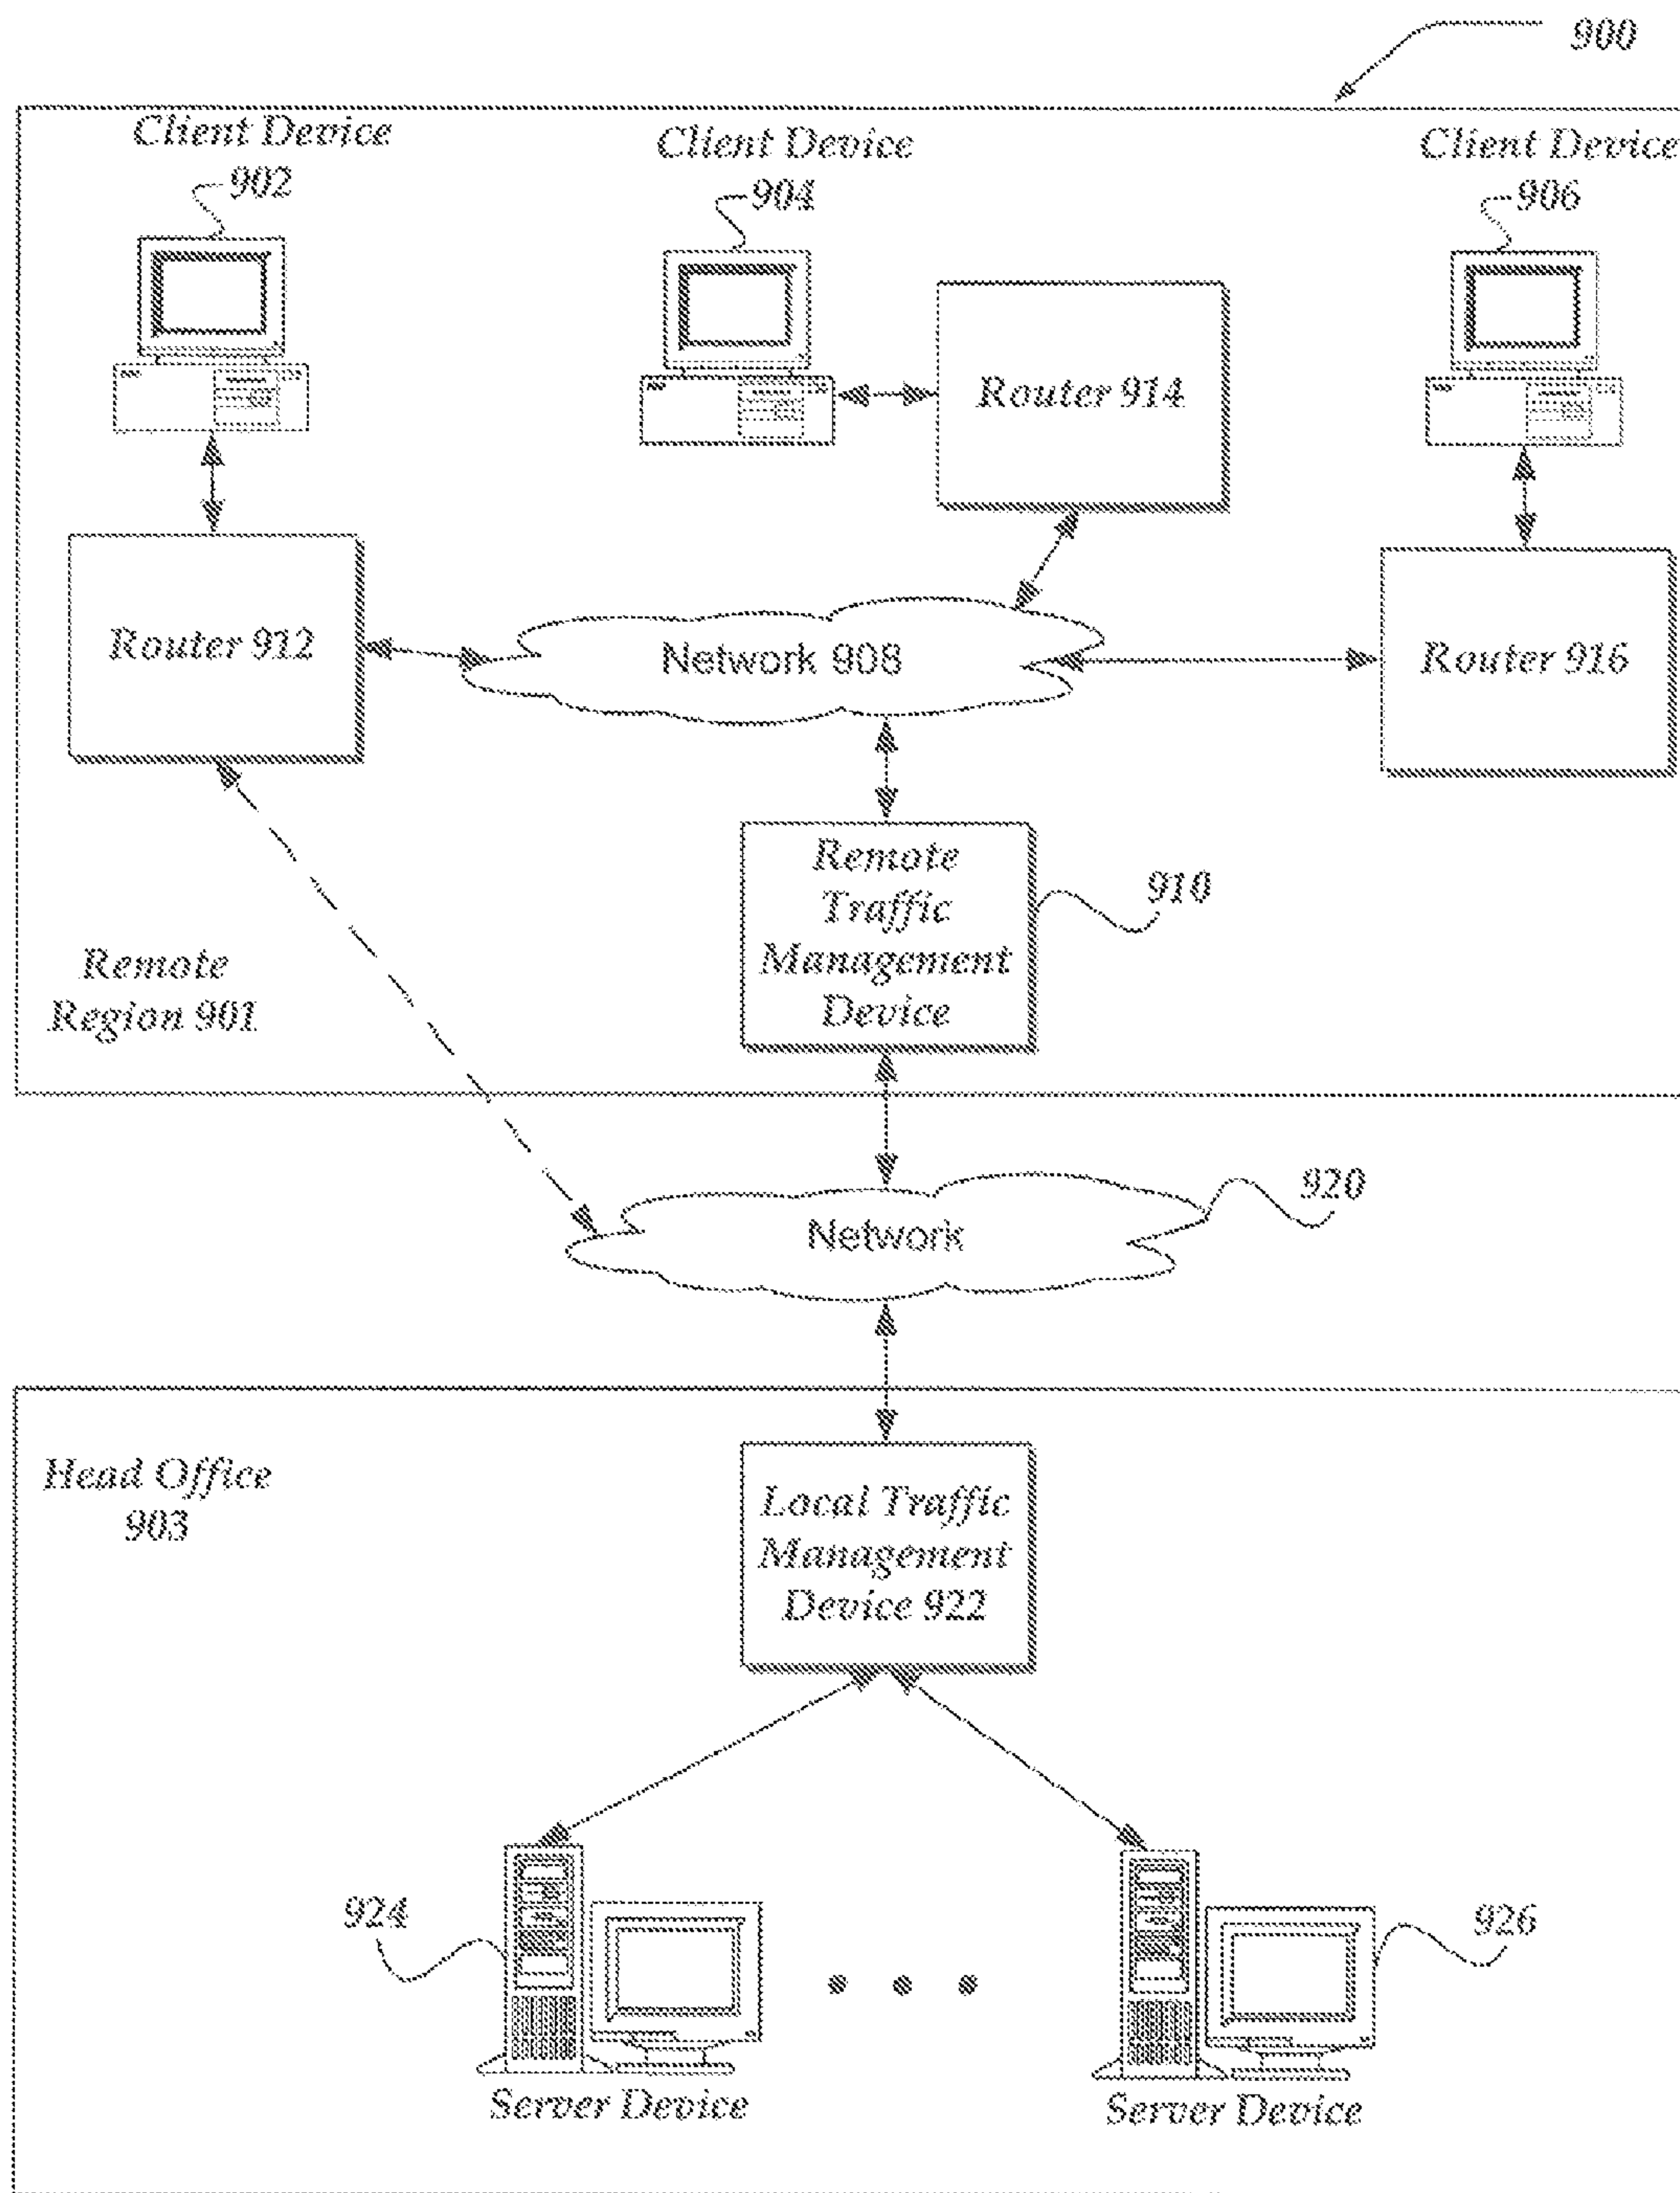 900
Client Device
902
Client Device
904
Client Device
906
Router 914
Router 912
Network 908
Router 916
Remote
Traffic
Management
Device
910
Remote
Region 901
920
Network
Head Office
903
Local Traffic
Management
Device 922
924
926
Server Device
Server Device